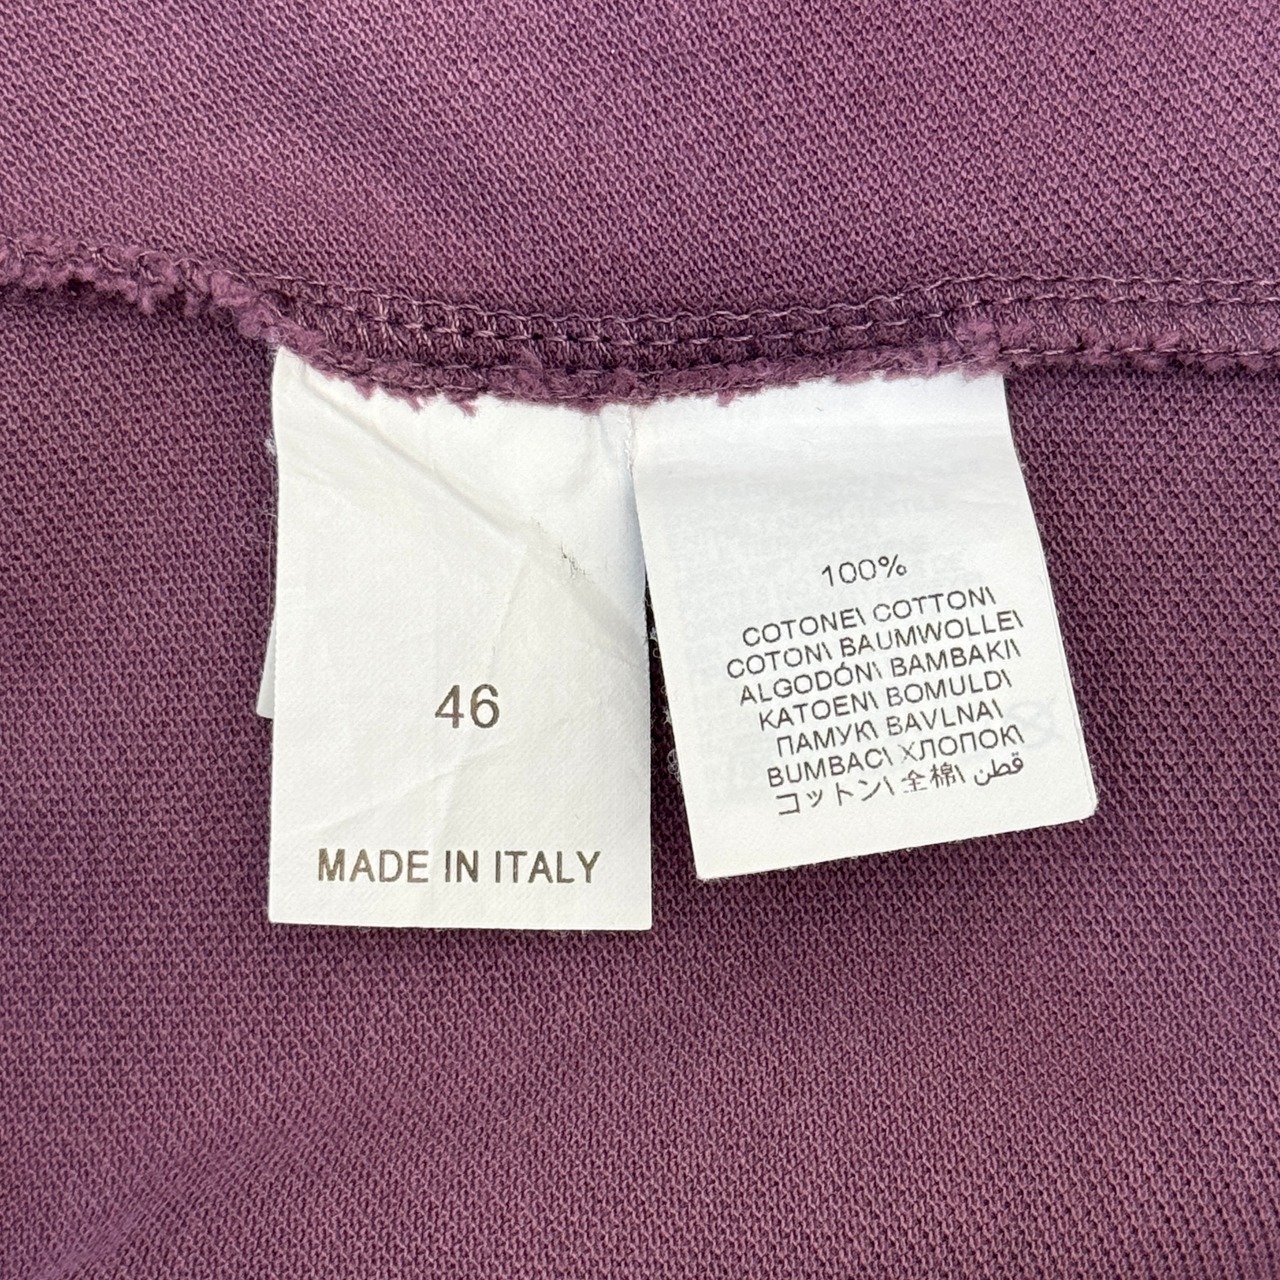 46
MADE IN ITALY
100%
COTONE\ COTTON\
COTON\ BAUMWOLLE\
ALGODÓN\ BAMBAKI\
KATOEN\ BOMULD\
ПАМУК\ BAVLNA\
BUMBAC\ ХЛОПОК\
コットン\ 全棉\ قطن